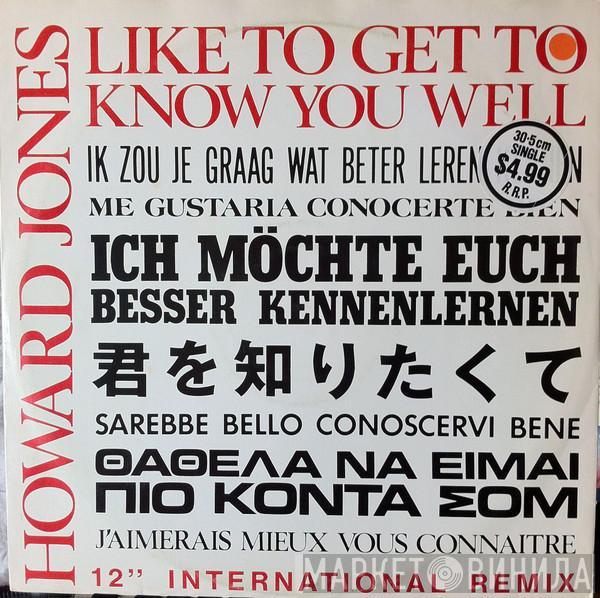 HOWARD JONES
LIKE TO GET TO
KNOW YOU WELL
IK ZOU JE GRAAG WAT BETER LEREN
30·5cm
SINGLE
$4.99
R.R.P.
ME GUSTARIA CONOCERTE BIEN
ICH MÖCHTE EUCH
BESSER KENNENLERNEN
君を知りたくて
SAREBBE BELLO CONOSCERVI BENE
ΘΑΘΕΛΑ ΝΑ ΕΙΜΑΙ
ΠΙΟ ΚΟΝΤΑ ΣΟΜ
J'AIMERAIS MIEUX VOUS CONNAITRE
12” INTERNATIONAL REMIX
МАРКЕТ ВИНИЛА